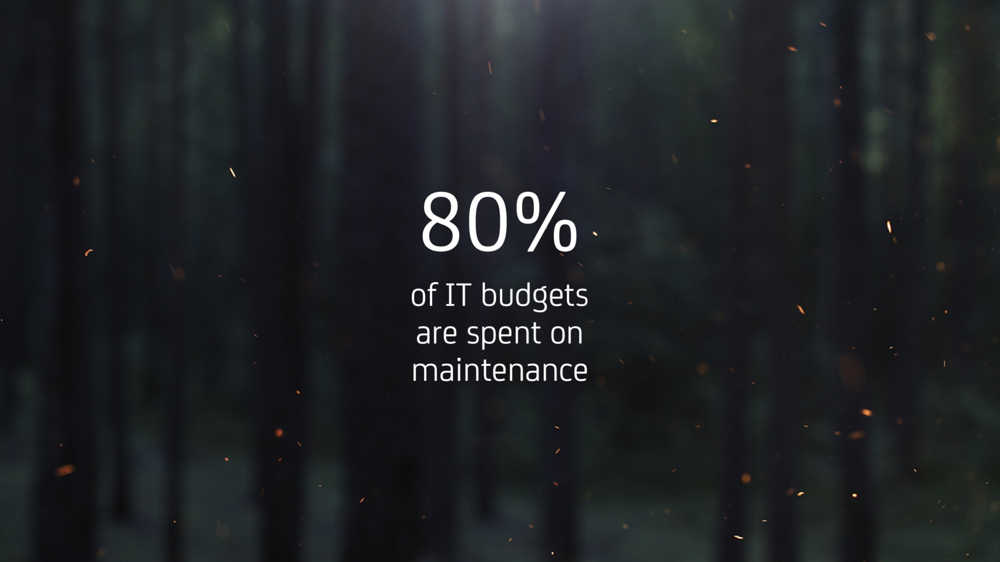 80%
of IT budgets
are spent on
maintenance